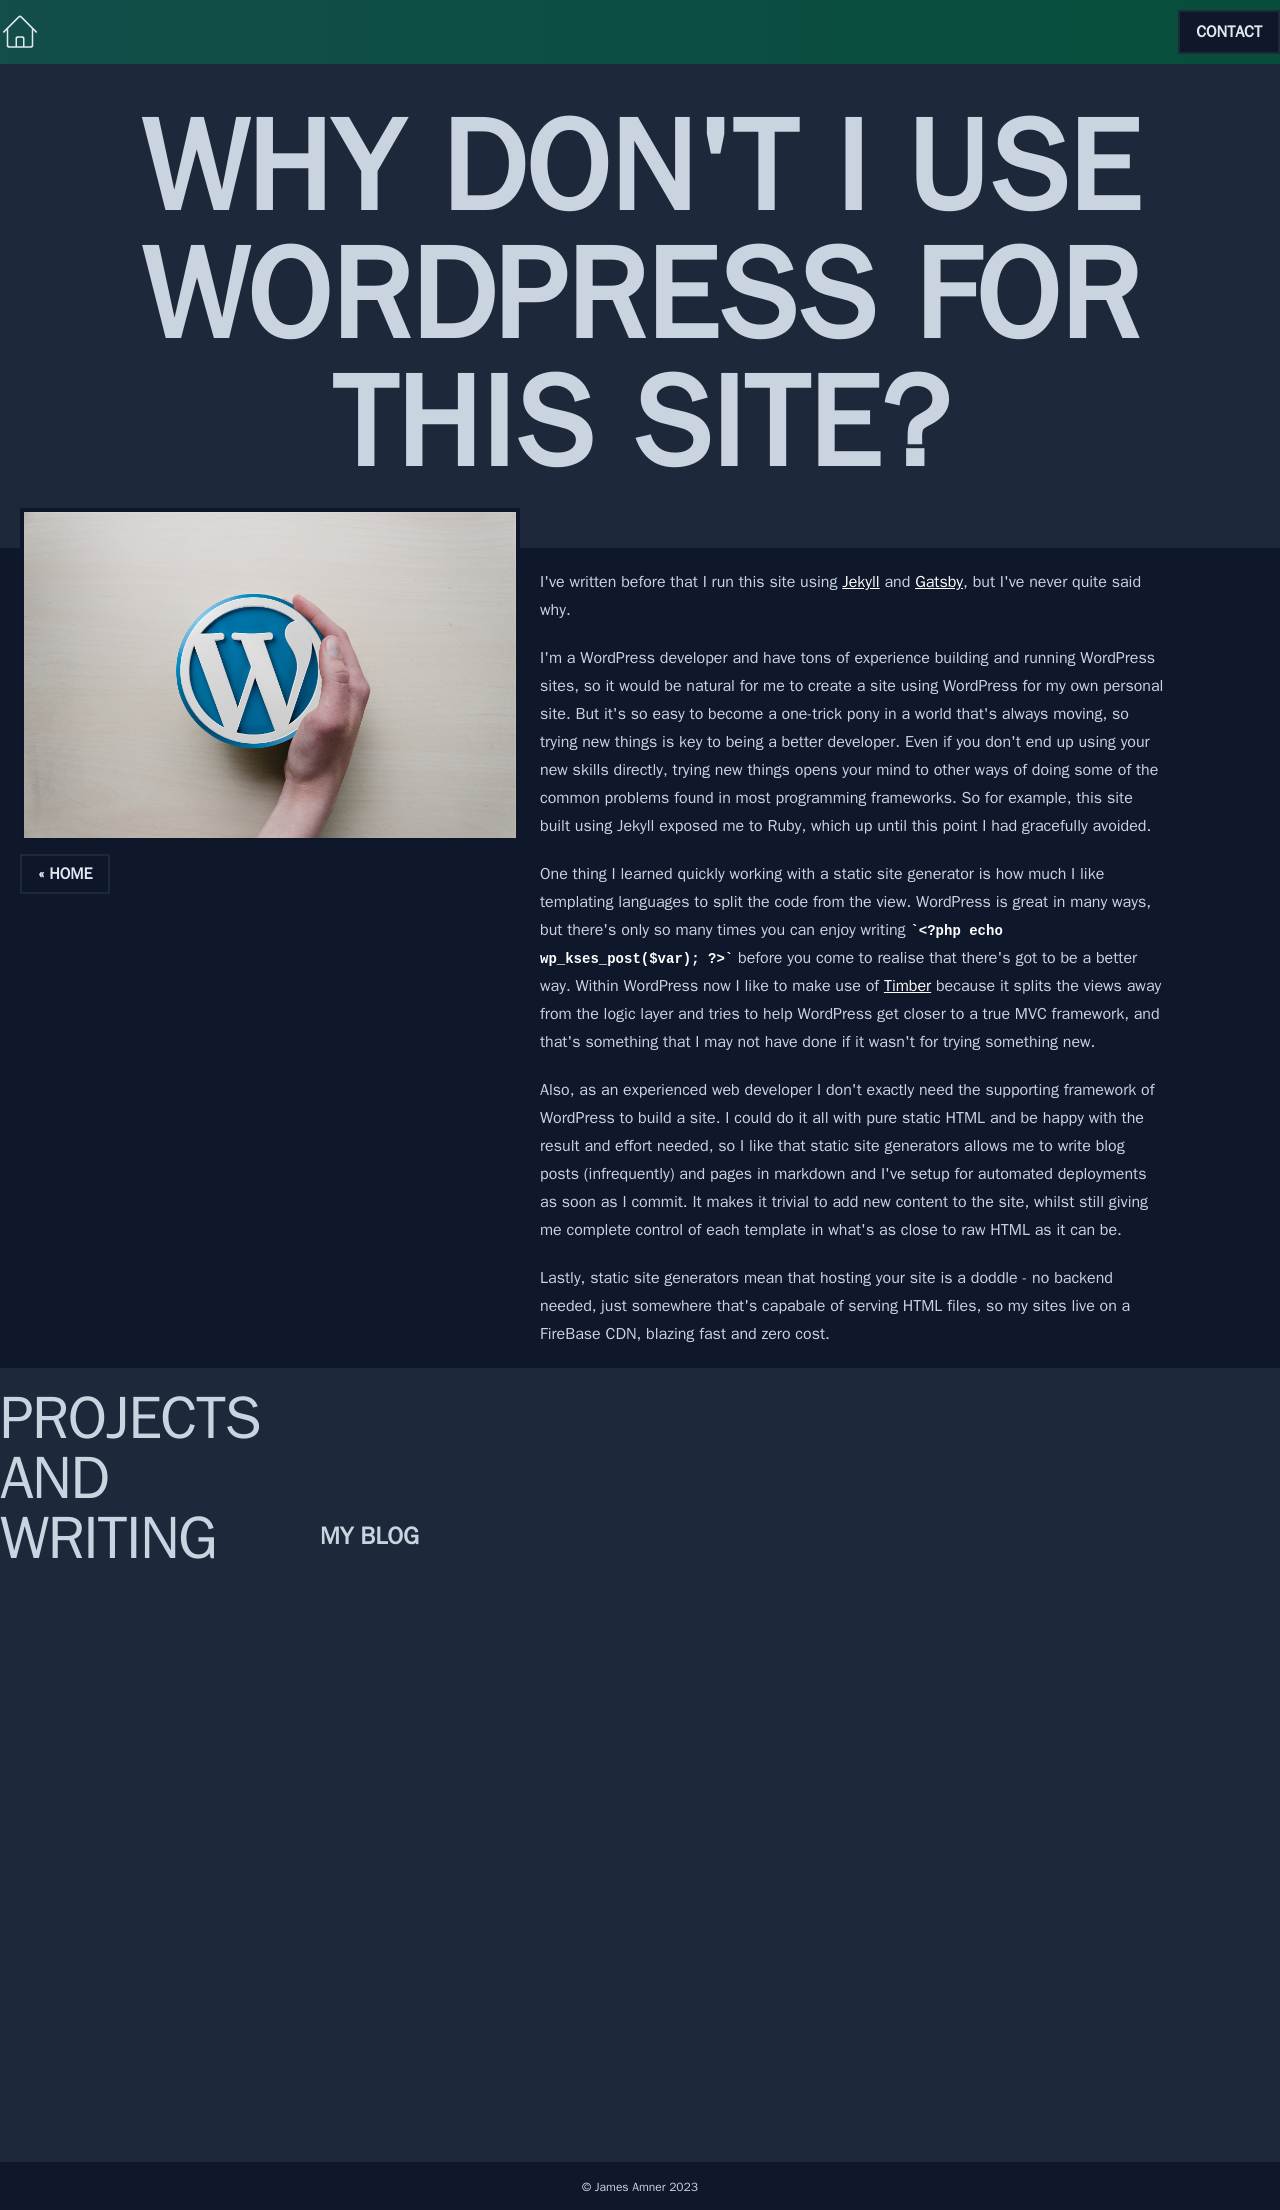 CONTACT
WHY DON'T I USE
WORDPRESS FOR
THIS SITE?
I've written before that I run this site using Jekyll and Gatsby, but I've never quite said
why.
I'm a WordPress developer and have tons of experience building and running WordPress
sites, so it would be natural for me to create a site using WordPress for my own personal
site. But it's so easy to become a one-trick pony in a world that's always moving, so
trying new things is key to being a better developer. Even if you don't end up using your
new skills directly, trying new things opens your mind to other ways of doing some of the
common problems found in most programming frameworks. So for example, this site
built using Jekyll exposed me to Ruby, which up until this point I had gracefully avoided.
« HOME
One thing I learned quickly working with a static site generator is how much I like
templating languages to split the code from the view. WordPress is great in many ways,
but there's only so many times you can enjoy writing `<?php echo
wp_kses_post($var); ?>` before you come to realise that there's got to be a better
way. Within WordPress now I like to make use of Timber because it splits the views away
from the logic layer and tries to help WordPress get closer to a true MVC framework, and
that's something that I may not have done if it wasn't for trying something new.
Also, as an experienced web developer I don't exactly need the supporting framework of
WordPress to build a site. I could do it all with pure static HTML and be happy with the
result and effort needed, so I like that static site generators allows me to write blog
posts (infrequently) and pages in markdown and I've setup for automated deployments
as soon as I commit. It makes it trivial to add new content to the site, whilst still giving
me complete control of each template in what's as close to raw HTML as it can be.
Lastly, static site generators mean that hosting your site is a doddle - no backend
needed, just somewhere that's capabale of serving HTML files, so my sites live on a
FireBase CDN, blazing fast and zero cost.
PROJECTS
AND
WRITING
MY BLOG
© James Amner 2023